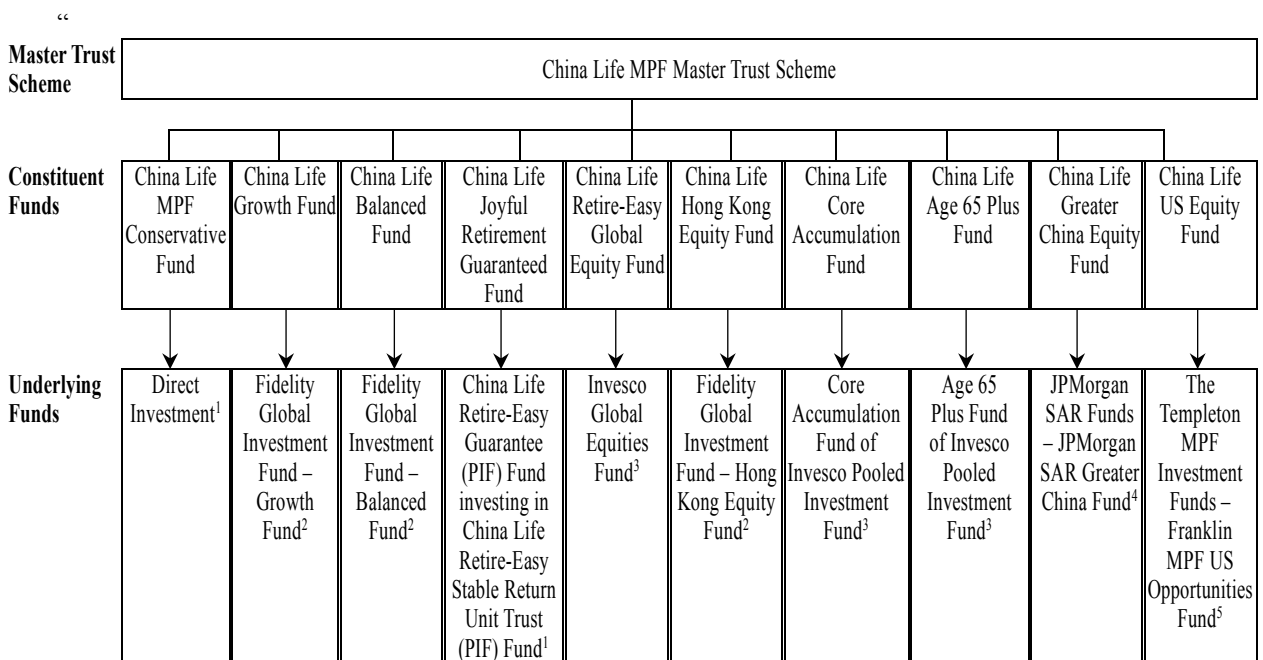 “
Master Trust
Scheme
China Life MPF Master Trust Scheme
Constituent
Funds
China Life
MPF
Conservative
Fund
China Life
Growth Fund
China Life
Balanced
Fund
China Life
Joyful
Retirement
Guaranteed
Fund
China Life
Retire-Easy
Global
Equity Fund
China Life
Hong Kong
Equity Fund
China Life
Core
Accumulation
Fund
China Life
Age 65 Plus
Fund
China Life
Greater
China Equity
Fund
China Life
US Equity
Fund
Underlying
Funds
Direct
Investment1
Fidelity
Global
Investment
Fund –
Growth
Fund2
Fidelity
Global
Investment
Fund –
Balanced
Fund2
China Life
Retire-Easy
Guarantee
(PIF) Fund
investing in
China Life
Retire-Easy
Stable Return
Unit Trust
(PIF) Fund1
Invesco
Global
Equities
Fund3
Fidelity
Global
Investment
Fund – Hong
Kong Equity
Fund2
Core
Accumulation
Fund of
Invesco Pooled
Investment
Fund3
Age 65
Plus Fund
of Invesco
Pooled
Investment
Fund3
JPMorgan
SAR Funds
– JPMorgan
SAR Greater
China Fund4
The
Templeton
MPF
Investment
Funds –
Franklin
MPF US
Opportunities
Fund5